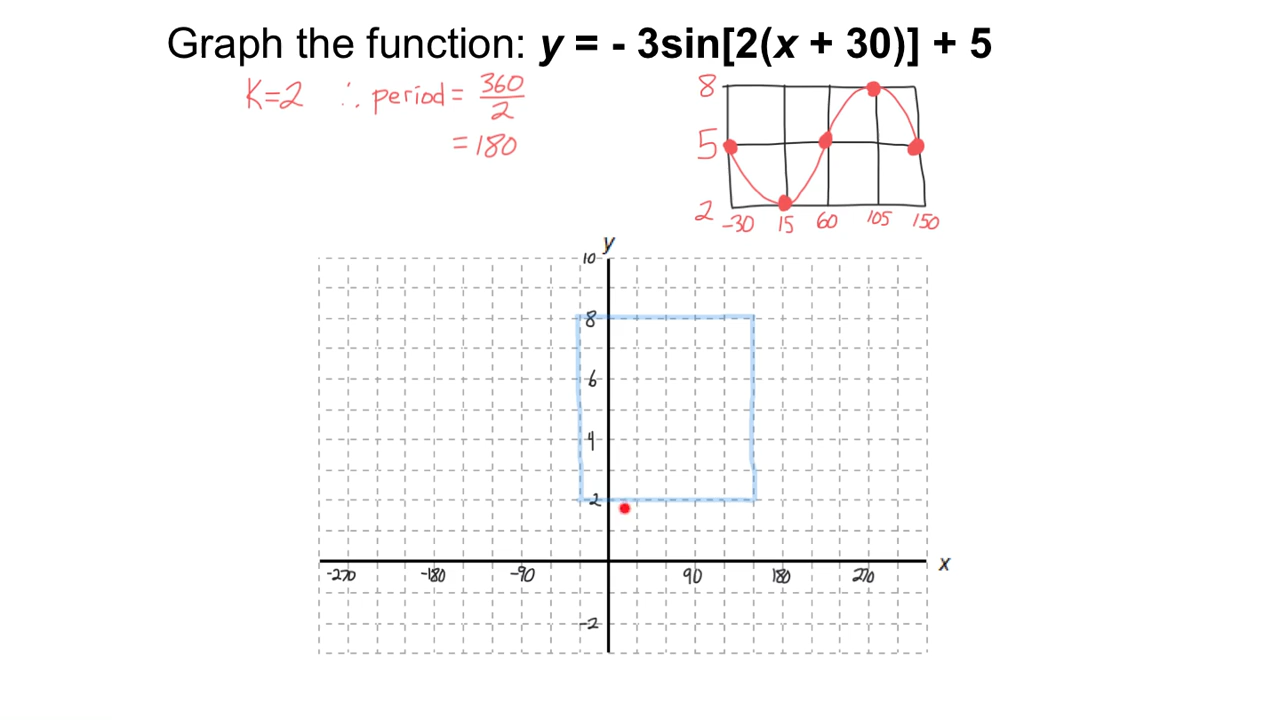 Graph the function: y = - 3sin[2(x + 30)] + 5
K=2 ∴ period = 360/2
= 180
8
5
2
-30 15 60 105 150
y
10
8
6
4
2
x
-270 -180 -90 90 180 270
-2